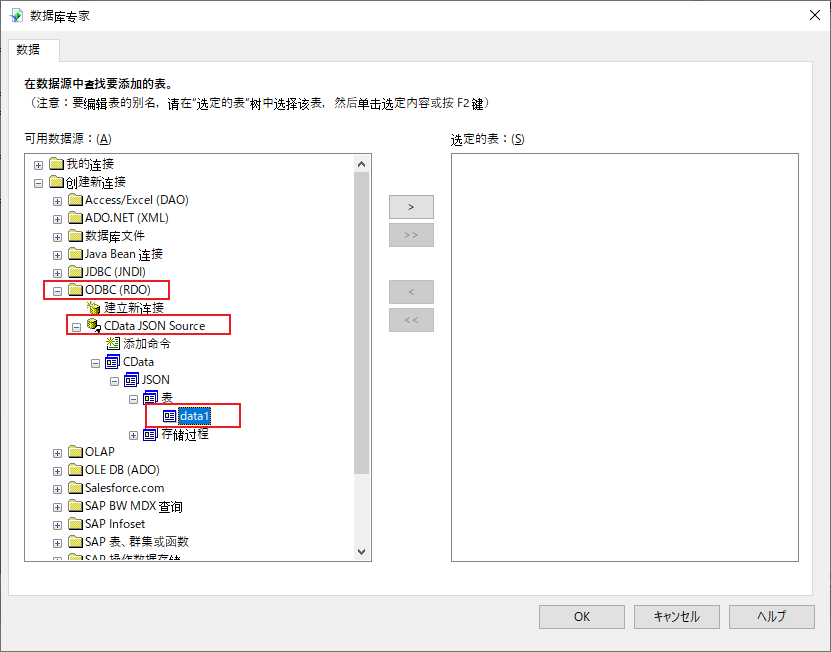 数据库专家
数据
在数据源中查找要添加的表。
（注意：要编辑表的别名，请在“选定的表”树中选择该表，然后单击选定内容或按 F2 键）
可用数据源：(A)
选定的表：(S)
我的连接
创建新连接
Access/Excel (DAO)
ADO.NET (XML)
数据库文件
Java Bean 连接
JDBC (JNDI)
ODBC (RDO)
建立新连接
CData JSON Source
添加命令
CData
JSON
表
data1
存储过程
OLAP
OLE DB (ADO)
Salesforce.com
SAP BW MDX 查询
SAP Infoset
SAP 表、群集或函数
SAP 操作数据存储
>
>>
<
<<
OK
キャンセル
ヘルプ